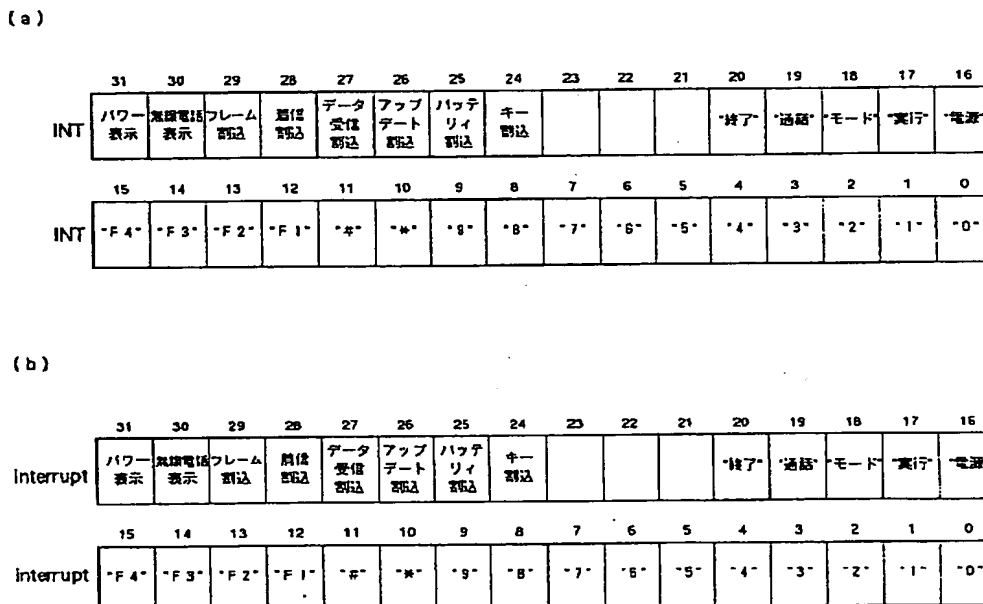 (a)
31 30 29 28 27 26 25 24 23 22 21 20 19 18 17 16
INT パワー表示 無線電話表示 フレーム割込 着信割込 データ受信割込 アップデート割込 バッテリィ割込 キー割込 "終了" "通話" "モード" "実行" "電源"
15 14 13 12 11 10 9 8 7 6 5 4 3 2 1 0
INT "F4" "F3" "F2" "F1" "#" "*" "9" "8" "7" "6" "5" "4" "3" "2" "1" "0"
(b)
31 30 29 28 27 26 25 24 23 22 21 20 19 18 17 16
interrupt パワー表示 無線電話表示 フレーム割込 着信割込 データ受信割込 アップデート割込 バッテリィ割込 キー割込 "終了" "通話" "モード" "実行" "電源"
15 14 13 12 11 10 9 8 7 6 5 4 3 2 1 0
interrupt "F4" "F3" "F2" "F1" "#" "*" "9" "8" "7" "6" "5" "4" "3" "2" "1" "0"